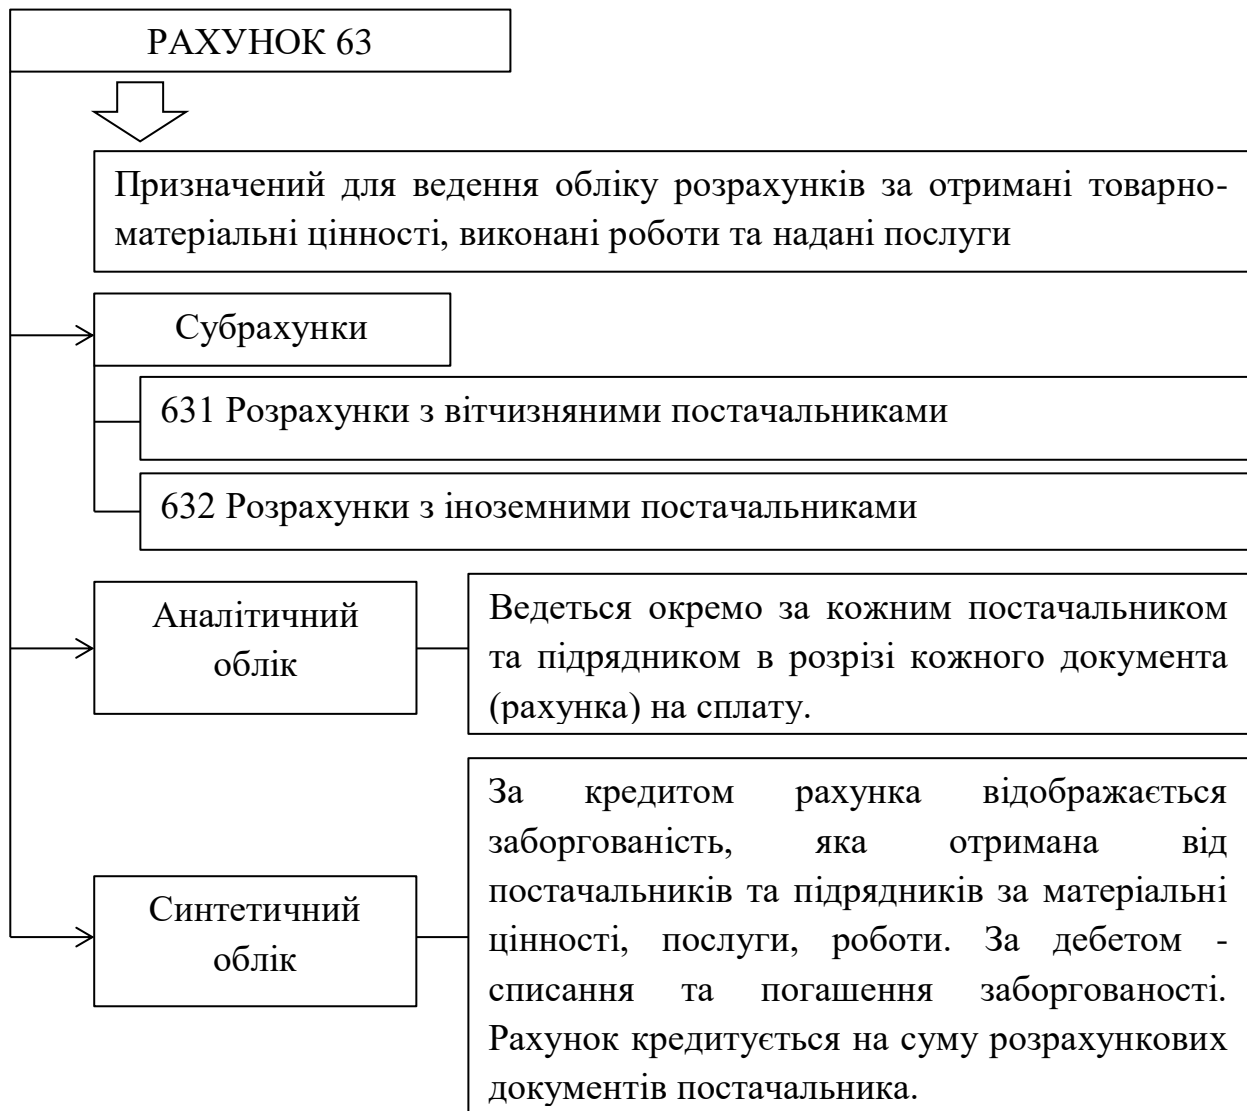 РАХУНОК 63
Призначений для ведення обліку розрахунків за отримані товарно-
матеріальні цінності, виконані роботи та надані послуги
Субрахунки
631 Розрахунки з вітчизняними постачальниками
632 Розрахунки з іноземними постачальниками
Аналітичний
облік
Ведеться окремо за кожним постачальником
та підрядником в розрізі кожного документа
(рахунка) на сплату.
Синтетичний
облік
За кредитом рахунка відображається
заборгованість, яка отримана від
постачальників та підрядників за матеріальні
цінності, послуги, роботи. За дебетом -
списання та погашення заборгованості.
Рахунок кредитується на суму розрахункових
документів постачальника.